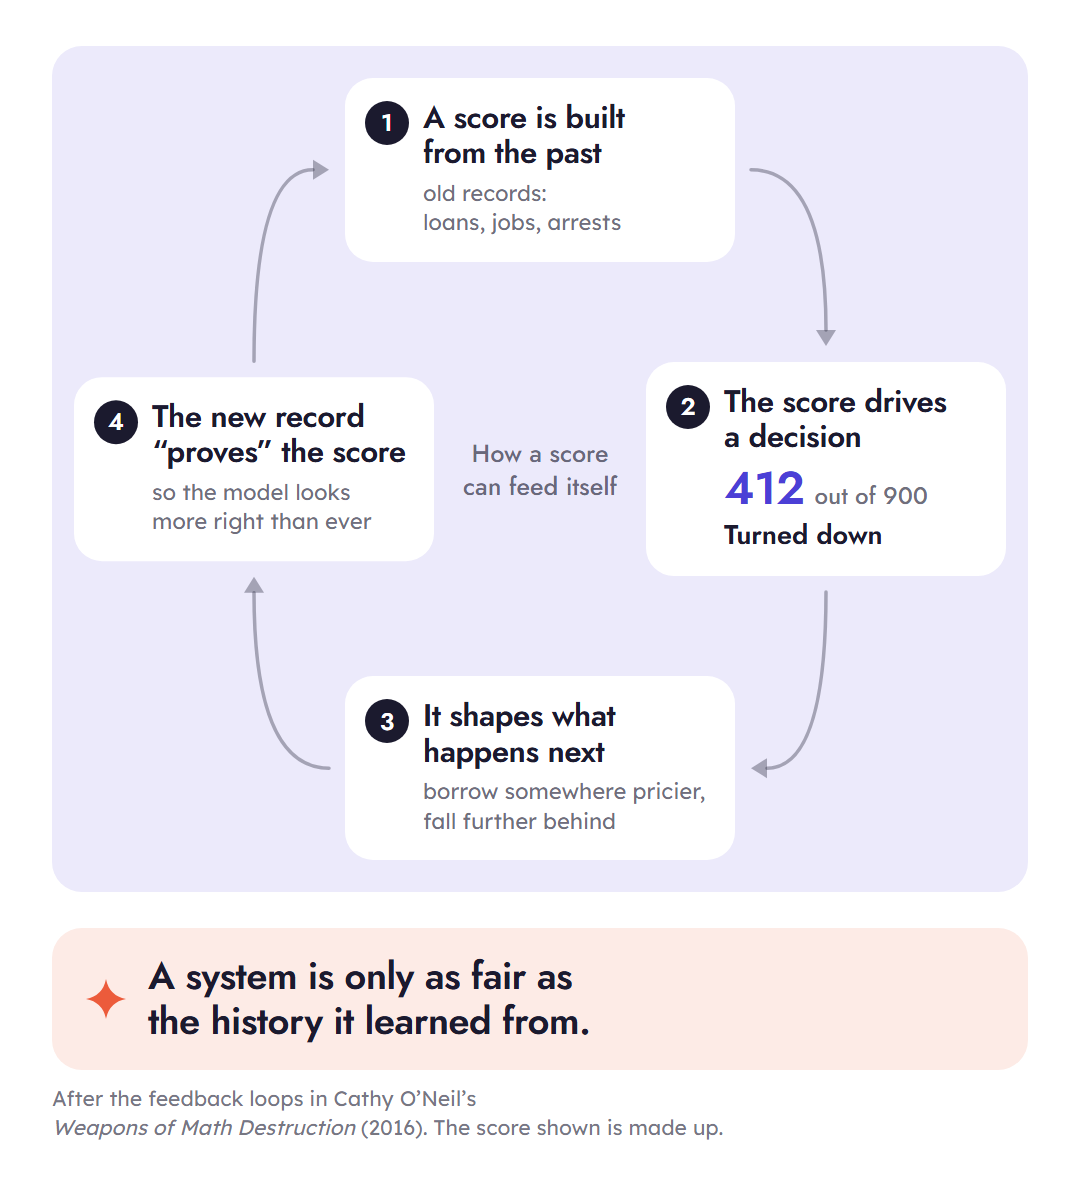 1
A score is built
from the past
old records:
loans, jobs, arrests
2
The score drives
a decision
412 out of 900
Turned down
3
It shapes what
happens next
borrow somewhere pricier,
fall further behind
4
The new record
“proves” the score
so the model looks
more right than ever
How a score
can feed itself
A system is only as fair as
the history it learned from.
After the feedback loops in Cathy O’Neil’s
Weapons of Math Destruction (2016). The score shown is made up.